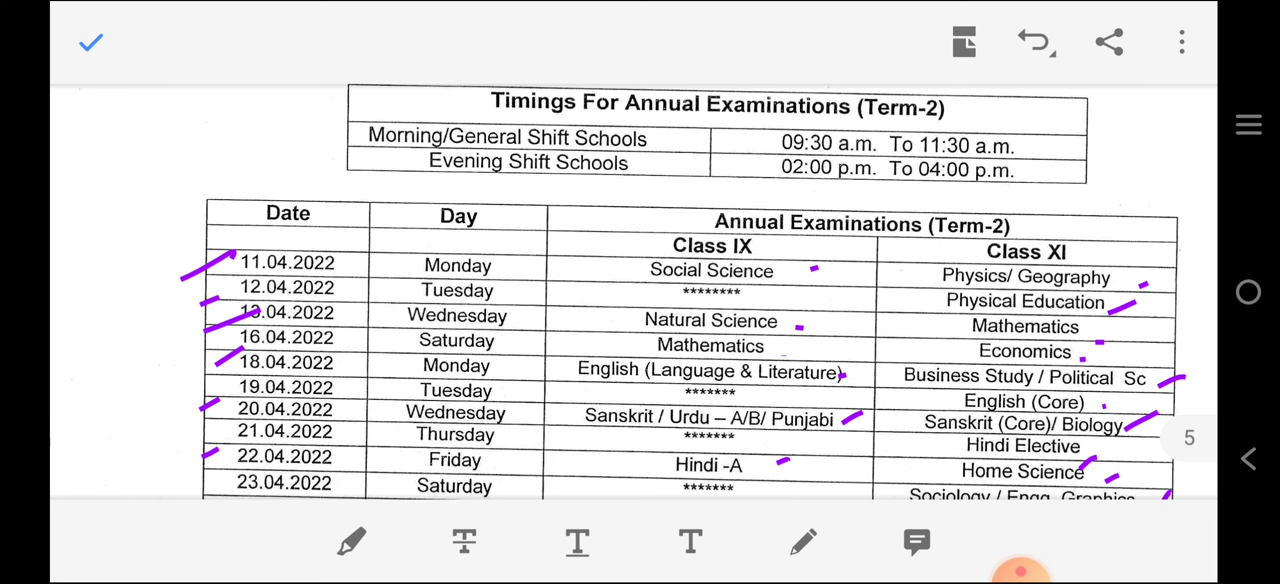 Timings For Annual Examinations (Term-2)
Morning/General Shift Schools 09:30 a.m. To 11:30 a.m.
Evening Shift Schools 02:00 p.m. To 04:00 p.m.
Date Day Annual Examinations (Term-2)
Class IX Class XI
11.04.2022 Monday Social Science Physics/ Geography
12.04.2022 Tuesday ******** Physical Education
13.04.2022 Wednesday Natural Science Mathematics
16.04.2022 Saturday Mathematics Economics
18.04.2022 Monday English (Language & Literature) Business Study / Political Sc
19.04.2022 Tuesday ******* English (Core)
20.04.2022 Wednesday Sanskrit / Urdu – A/B/ Punjabi Sanskrit (Core)/ Biology
21.04.2022 Thursday ******* Hindi Elective
22.04.2022 Friday Hindi -A Home Science
23.04.2022 Saturday ******* Sociology / Engg. Graphics
5